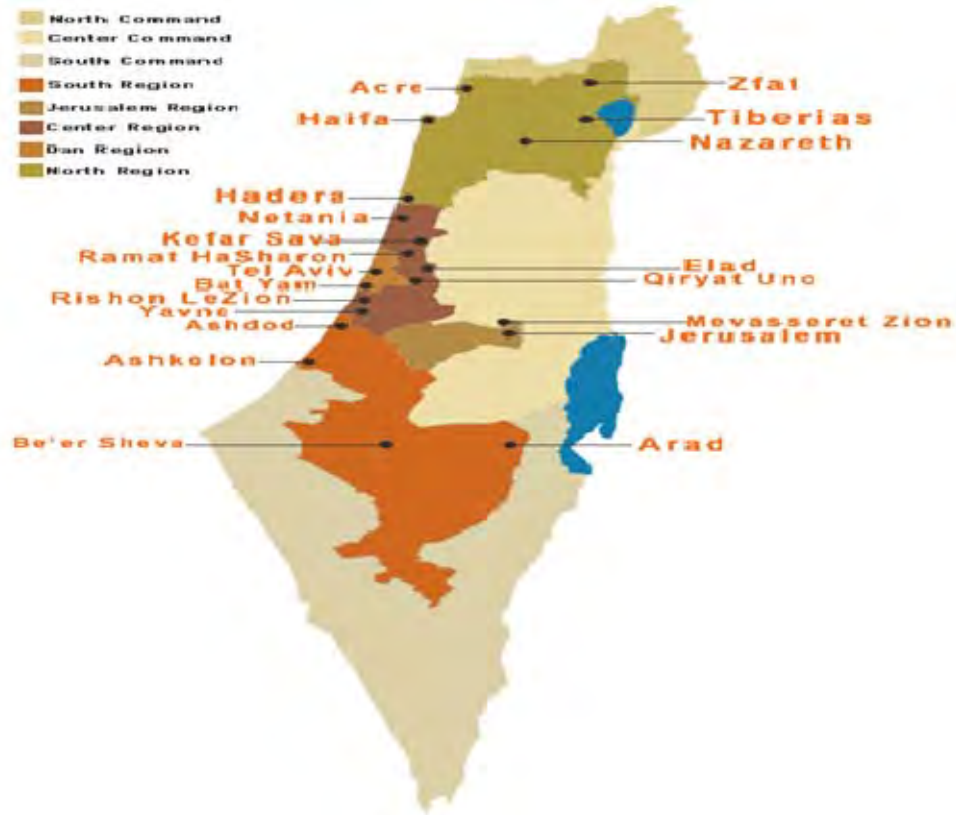 North Command
Center Command
South Command
South Region
Jerusalem Region
Center Region
Dan Region
North Region
Acre
Zfat
Haifa
Tiberias
Nazareth
Hadera
Netania
Kefar Sava
Ramat HaSharon
Elad
Tel Aviv
Qiryat Uno
Bat Yam
Rishon LeZion
Yavne
Mevasseret Zion
Ashdod
Jerusalem
Ashkelon
Be'er Sheva
Arad